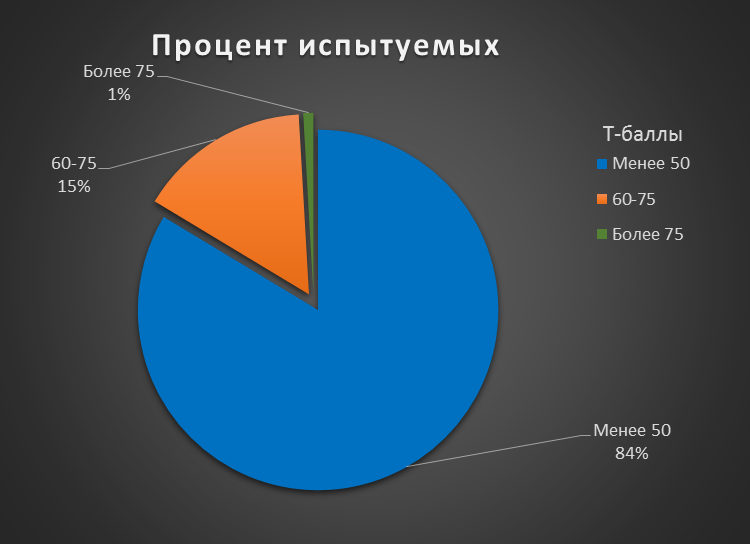 Процент испытуемых
Более 75
1%
60-75
15%
Т-баллы
Менее 50
60-75
Более 75
Менее 50
84%